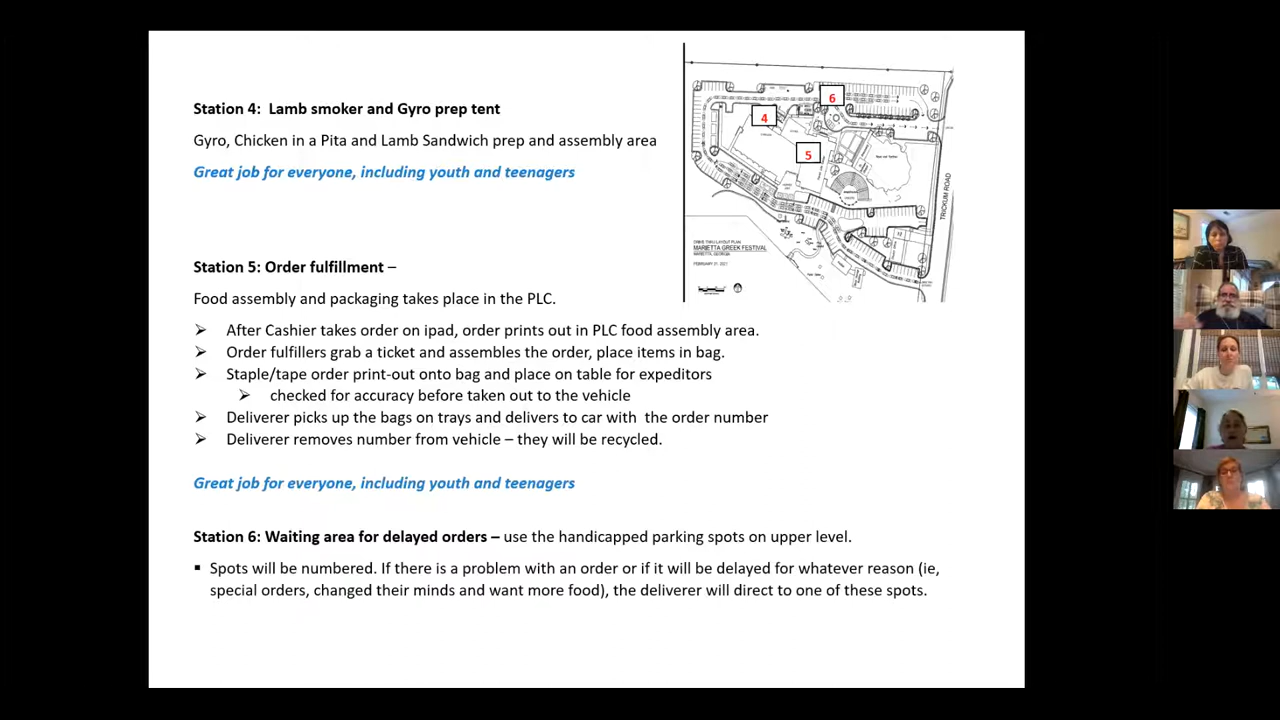 Station 4: Lamb smoker and Gyro prep tent
Gyro, Chicken in a Pita and Lamb Sandwich prep and assembly area
Great job for everyone, including youth and teenagers
Station 5: Order fulfillment –
Food assembly and packaging takes place in the PLC.
➢ After Cashier takes order on ipad, order prints out in PLC food assembly area.
➢ Order fulfillers grab a ticket and assembles the order, place items in bag.
➢ Staple/tape order print-out onto bag and place on table for expeditors
➢ checked for accuracy before taken out to the vehicle
➢ Deliverer picks up the bags on trays and delivers to car with the order number
➢ Deliverer removes number from vehicle – they will be recycled.
Great job for everyone, including youth and teenagers
Station 6: Waiting area for delayed orders – use the handicapped parking spots on upper level.
▪ Spots will be numbered. If there is a problem with an order or if it will be delayed for whatever reason (ie,
special orders, changed their minds and want more food), the deliverer will direct to one of these spots.
6
4
5
TRICKUM ROAD
MARIETTA GREEK FESTIVAL
MARIETTA, GEORGIA